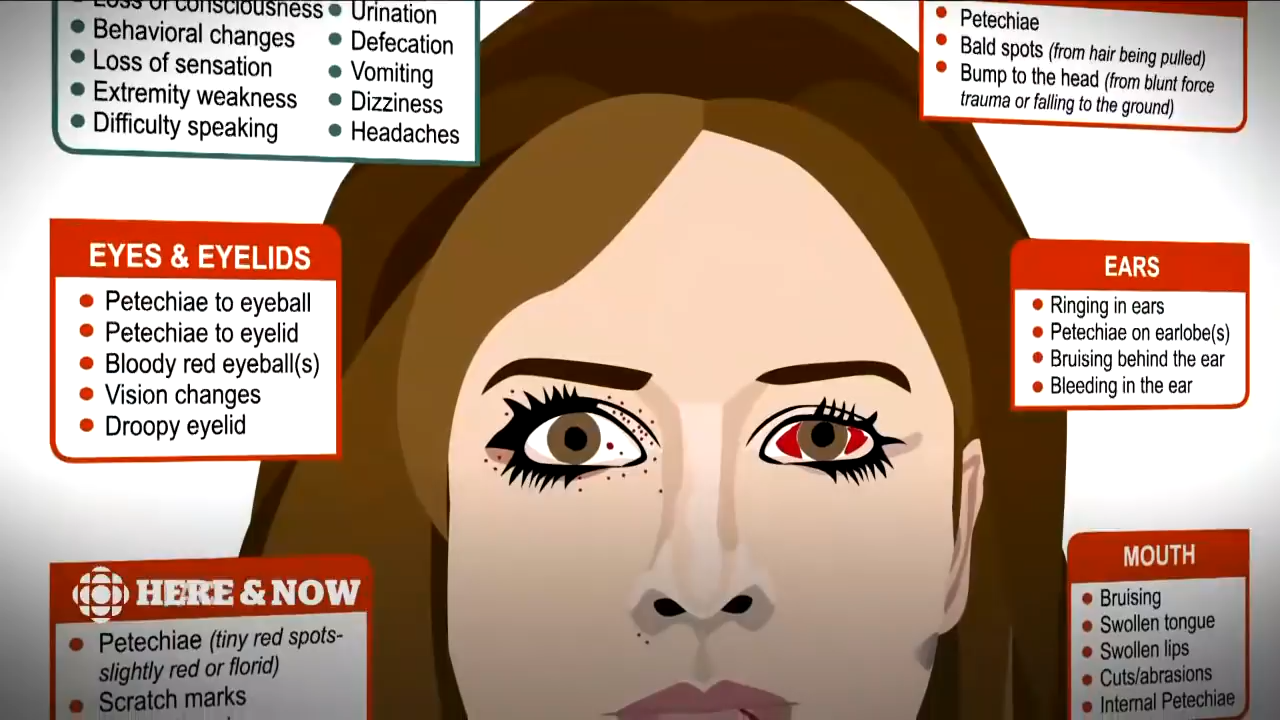 Loss of consciousness
Behavioral changes
Loss of sensation
Extremity weakness
Difficulty speaking
Urination
Defecation
Vomiting
Dizziness
Headaches
Petechiae
Bald spots (from hair being pulled)
Bump to the head (from blunt force
trauma or falling to the ground)
EYES & EYELIDS
Petechiae to eyeball
Petechiae to eyelid
Bloody red eyeball(s)
Vision changes
Droopy eyelid
EARS
Ringing in ears
Petechiae on earlobe(s)
Bruising behind the ear
Bleeding in the ear
HERE & NOW
Petechiae (tiny red spots-
slightly red or florid)
Scratch marks
MOUTH
Bruising
Swollen tongue
Swollen lips
Cuts/abrasions
Internal Petechiae